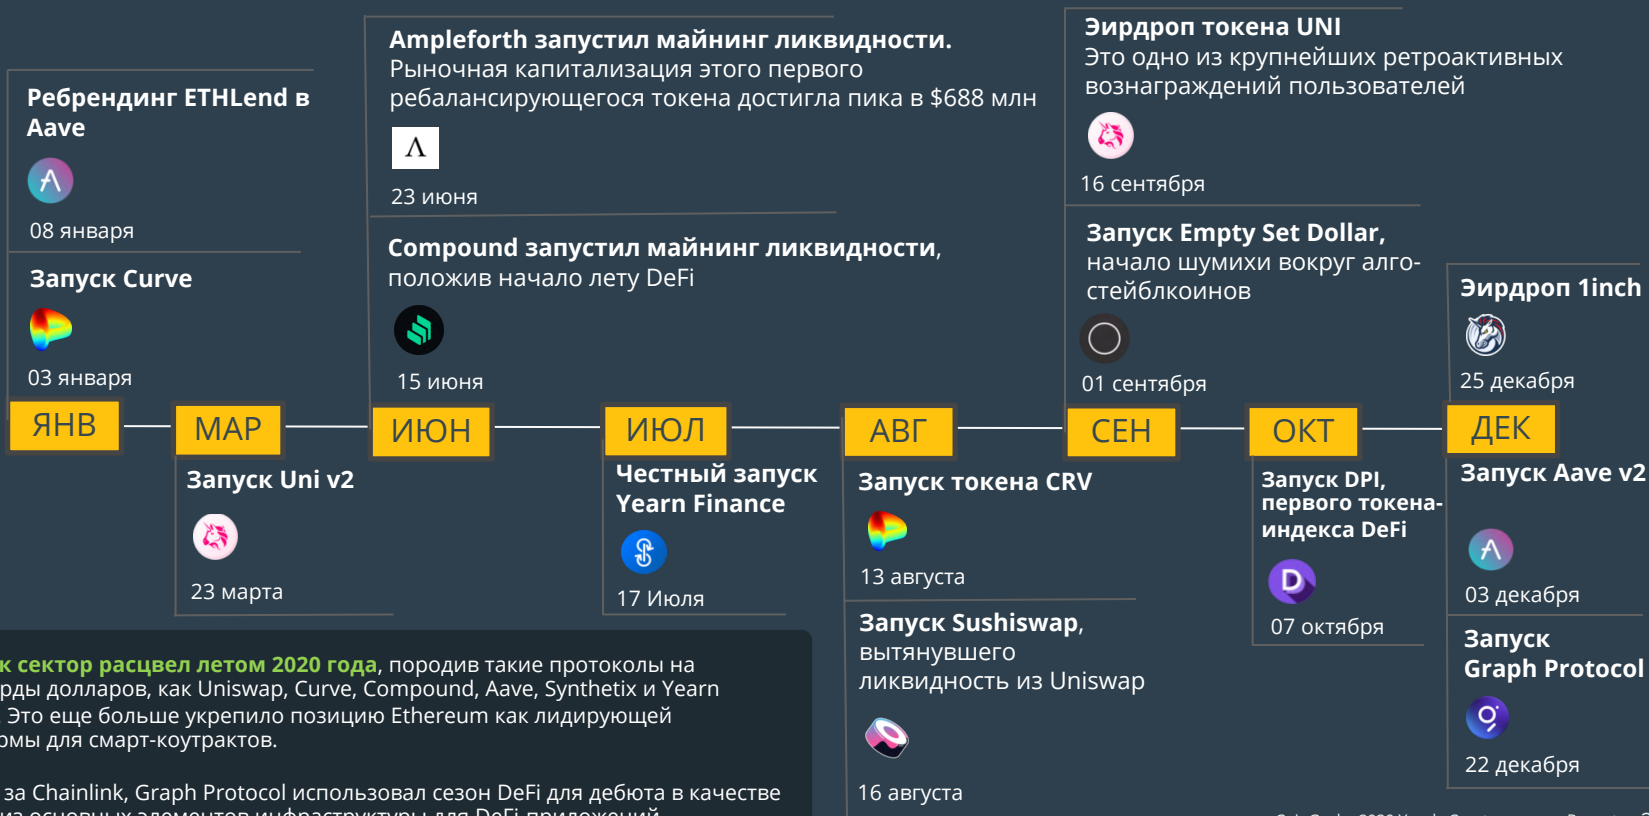 Ребрендинг ETHLend в
Aave
08 января
Запуск Curve
03 января
Ampleforth запустил майнинг ликвидности.
Рыночная капитализация этого первого
ребалансирующегося токена достигла пика в $688 млн
Λ
23 июня
Compound запустил майнинг ликвидности,
положив начало лету DeFi
15 июня
Эирдроп токена UNI
Это одно из крупнейших ретроактивных
вознаграждений пользователей
16 сентября
Запуск Empty Set Dollar,
начало шумихи вокруг алго-
стейблкоинов
01 сентября
Эирдроп 1inch
25 декабря
ЯНВ
МАР
ИЮН
ИЮЛ
АВГ
СЕН
ОКТ
ДЕК
Запуск Uni v2
23 марта
Честный запуск
Yearn Finance
17 Июля
Запуск токена CRV
13 августа
Запуск Sushiswap,
вытянувшего
ликвидность из Uniswap
16 августа
Запуск DPI,
первого токена-
индекса DeFi
D
07 октября
Запуск Aave v2
03 декабря
Запуск
Graph Protocol
22 декабря
к сектор расцвел летом 2020 года, породив такие протоколы на
рды долларов, как Uniswap, Curve, Compound, Aave, Synthetix и Yearn
. Это еще больше укрепило позицию Ethereum как лидирующей
рмы для смарт-коутрактов.
за Chainlink, Graph Protocol использовал сезон DeFi для дебюта в качестве
из основных элементов инфраструктуры для DeFi-приложений